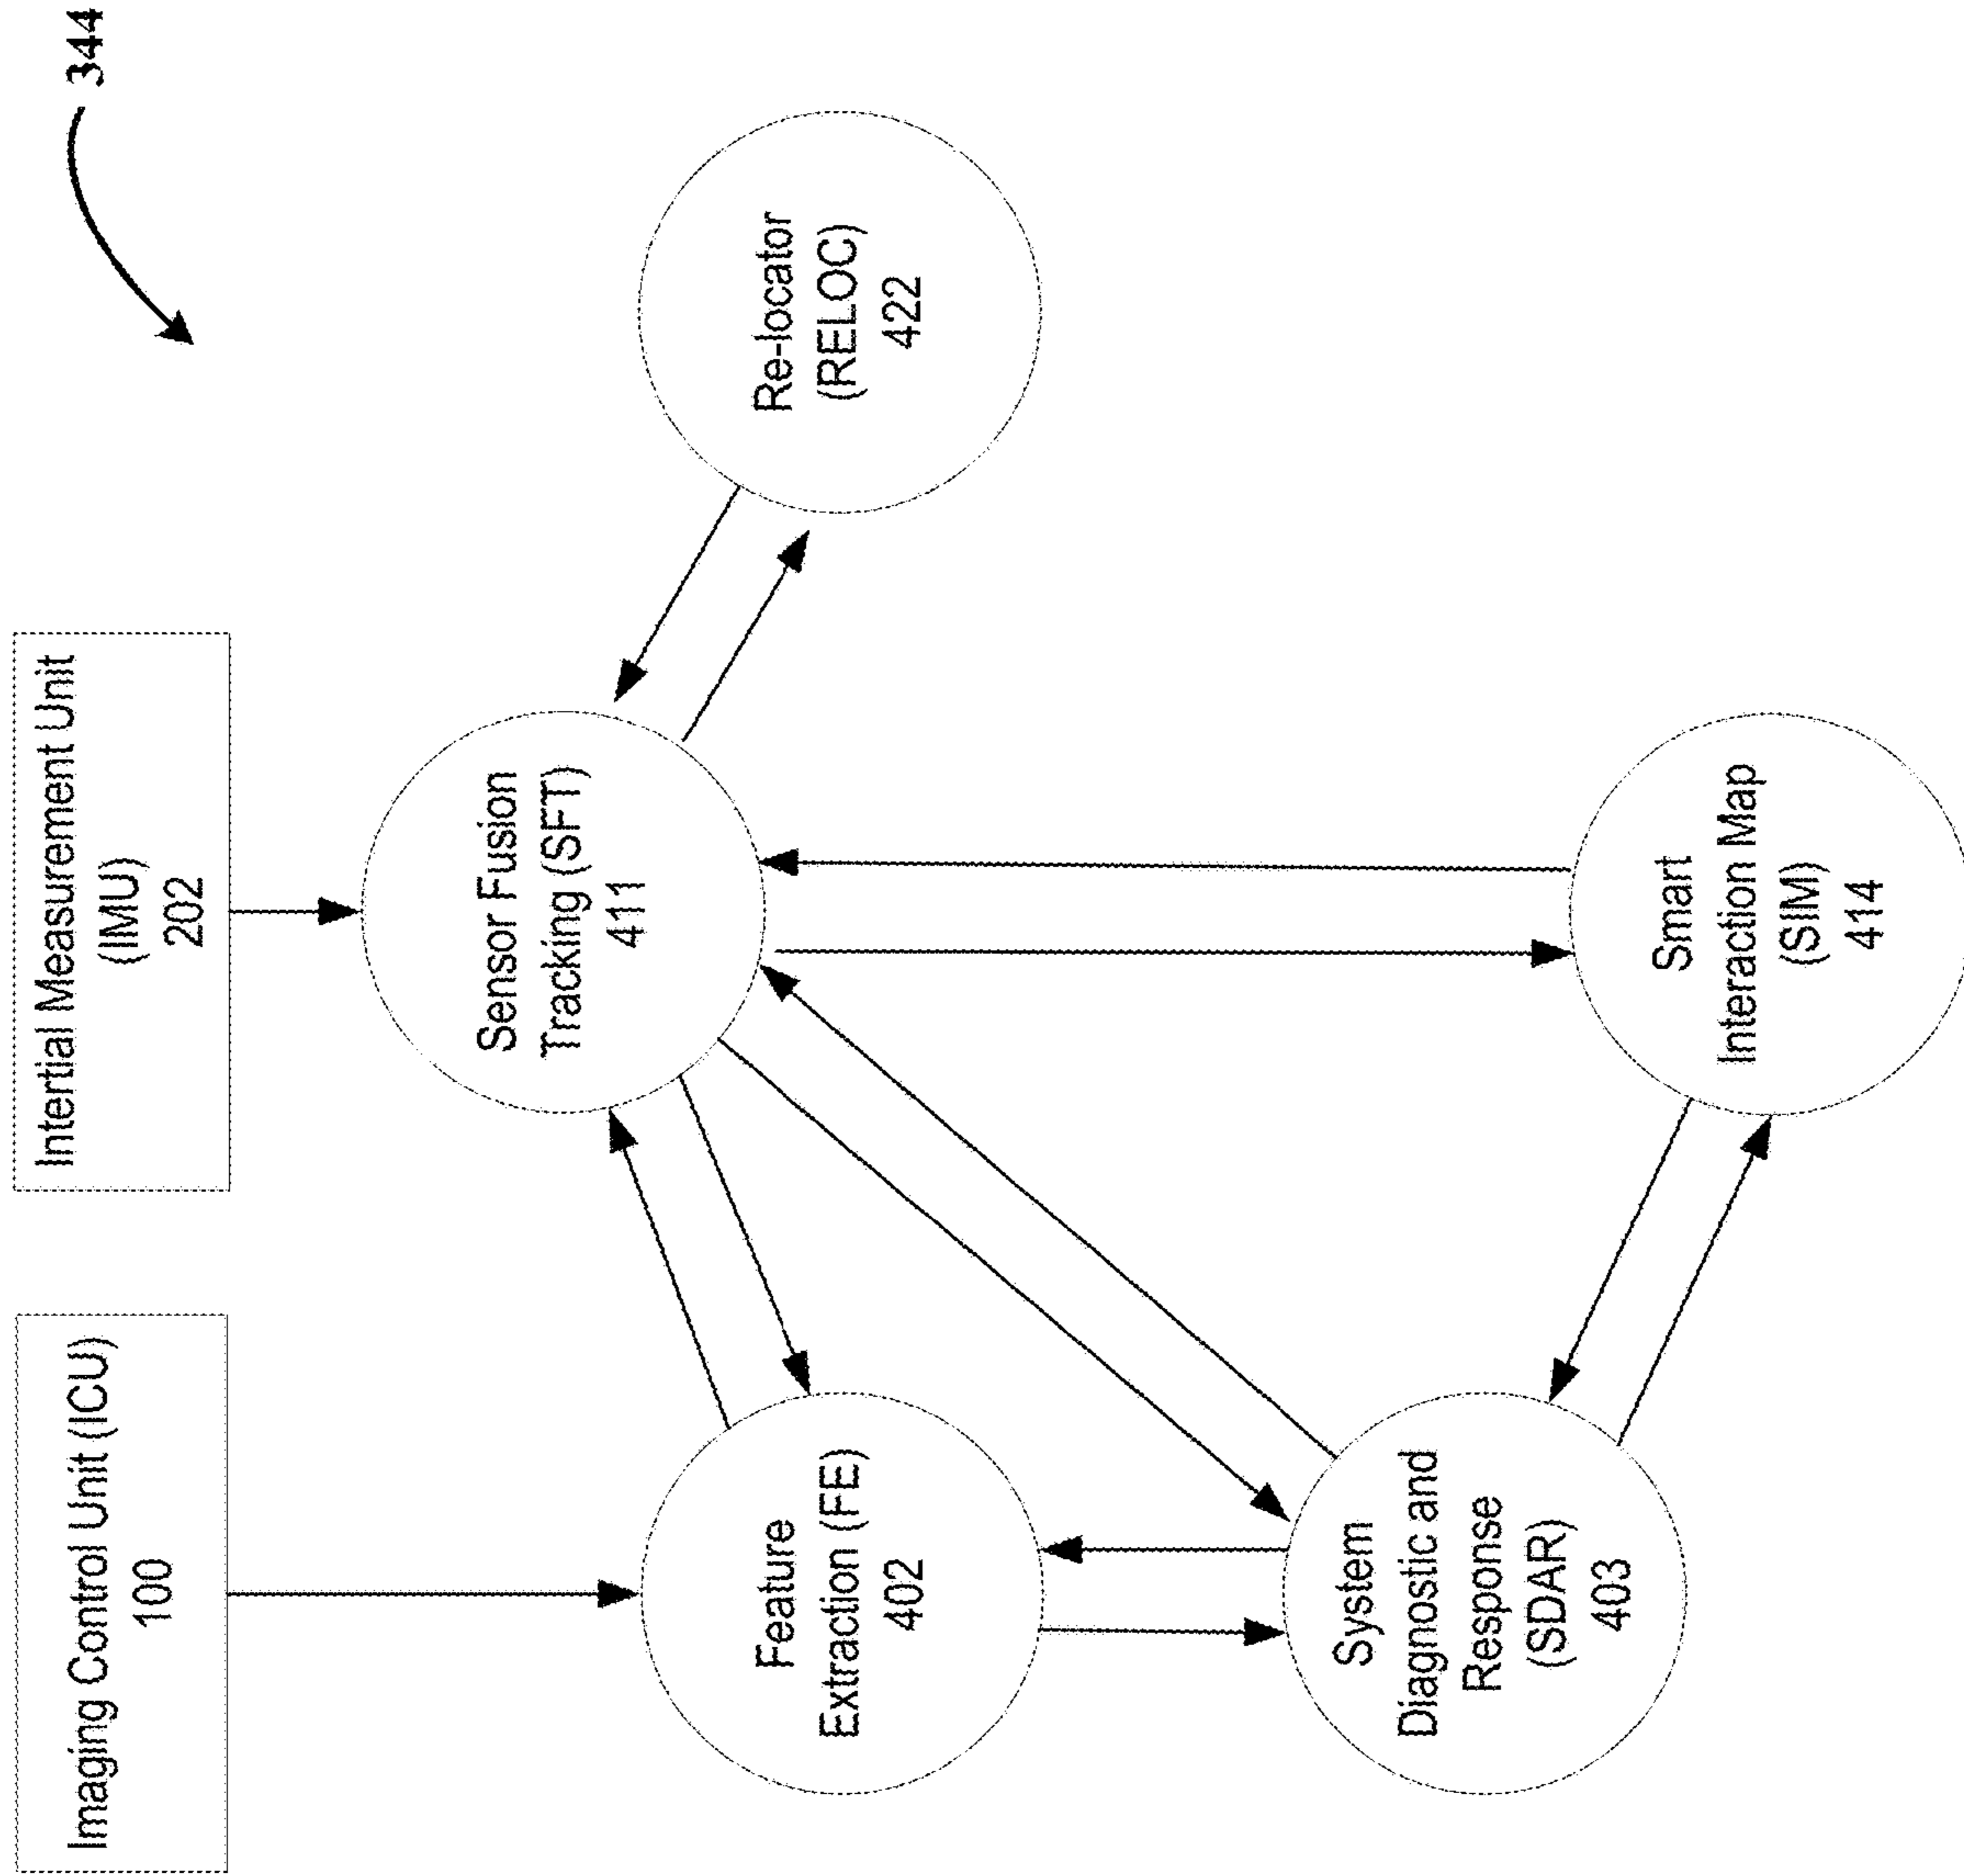 344
Imaging Control Unit (ICU)
100
Intertial Measurement Unit
(IMU)
202
Feature
Extraction (FE)
402
Sensor Fusion
Tracking (SFT)
411
Re-locator
(RELOC)
422
System
Diagnostic and
Response
(SDAR)
403
Smart
Interaction Map
(SIM)
414